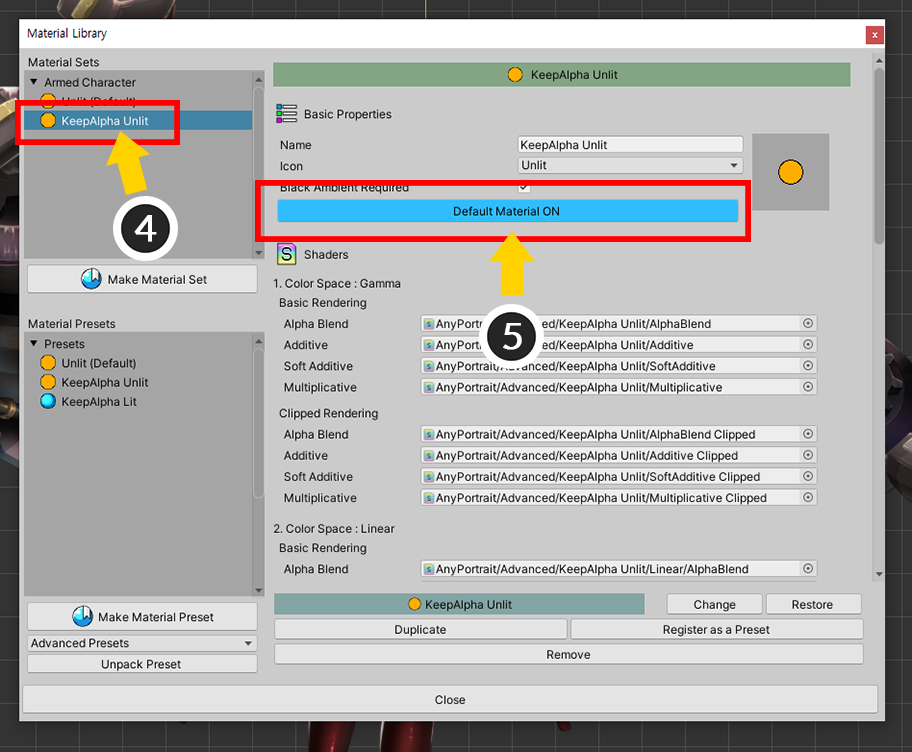 Material Library
x
Material Sets
Armed Character
Unlit (Default)
KeepAlpha Unlit
4
Make Material Set
Material Presets
Presets
Unlit (Default)
KeepAlpha Unlit
KeepAlpha Lit
Make Material Preset
Advanced Presets
Unpack Preset
KeepAlpha Unlit
Basic Properties
Name KeepAlpha Unlit
Icon Unlit
Black Ambient Required
Default Material ON
5
S Shaders
1. Color Space : Gamma
Basic Rendering
Alpha Blend AnyPortrait/Advanced/KeepAlpha Unlit/AlphaBlend
Additive AnyPortrait/Advanced/KeepAlpha Unlit/Additive
Soft Additive AnyPortrait/Advanced/KeepAlpha Unlit/SoftAdditive
Multiplicative AnyPortrait/Advanced/KeepAlpha Unlit/Multiplicative
Clipped Rendering
Alpha Blend AnyPortrait/Advanced/KeepAlpha Unlit/AlphaBlend Clipped
Additive AnyPortrait/Advanced/KeepAlpha Unlit/Additive Clipped
Soft Additive AnyPortrait/Advanced/KeepAlpha Unlit/SoftAdditive Clipped
Multiplicative AnyPortrait/Advanced/KeepAlpha Unlit/Multiplicative Clipped
2. Color Space : Linear
Basic Rendering
Alpha Blend AnyPortrait/Advanced/KeepAlpha Unlit/Linear/AlphaBlend
KeepAlpha Unlit Change Restore
Duplicate Register as a Preset
Remove
Close